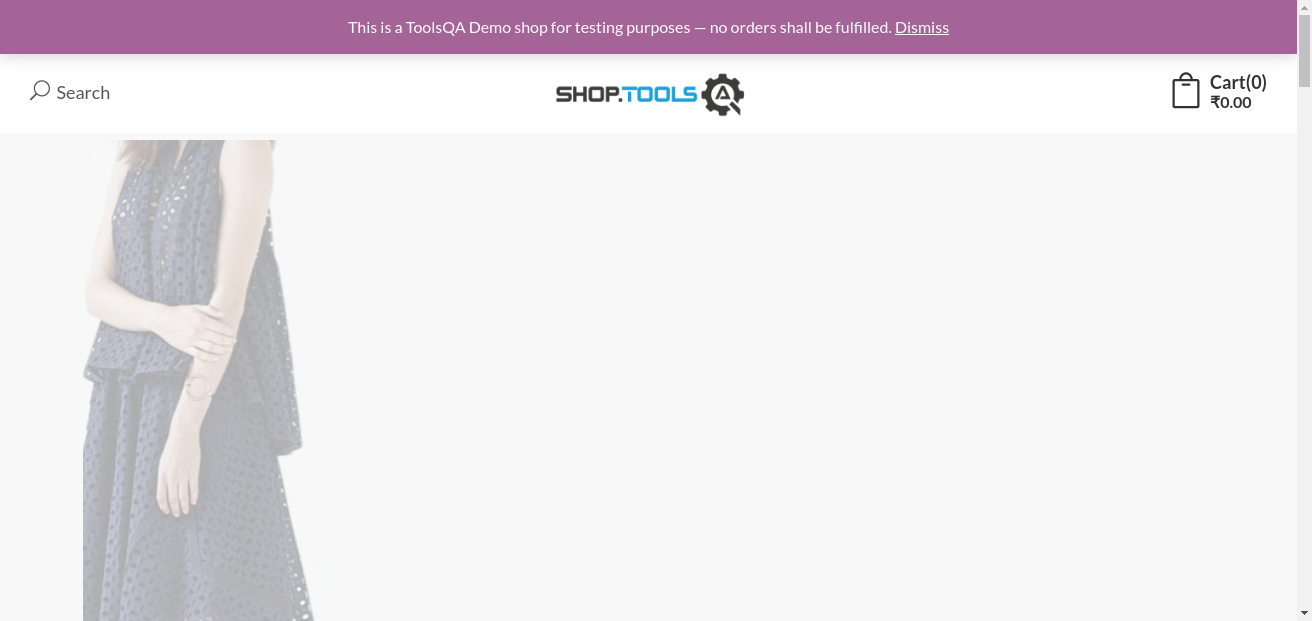 This is a ToolsQA Demo shop for testing purposes — no orders shall be fulfilled. Dismiss
Search
SHOP.TOOLS
Cart(0)
₹0.00